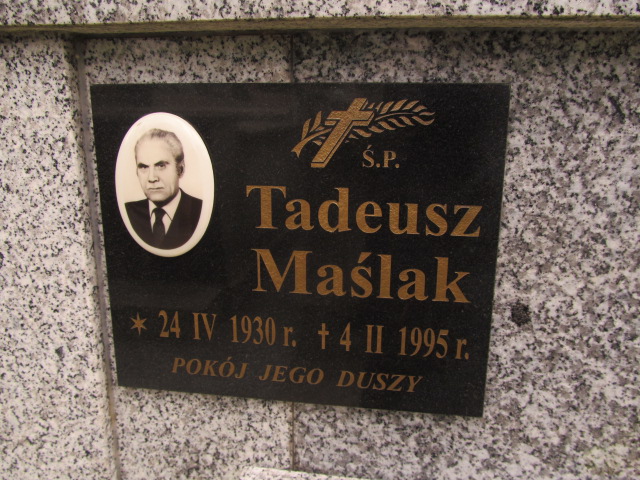 Ś.P.
Tadeusz
Maślak
✶ 24 IV 1930 r. † 4 II 1995 r.
POKÓJ JEGO DUSZY